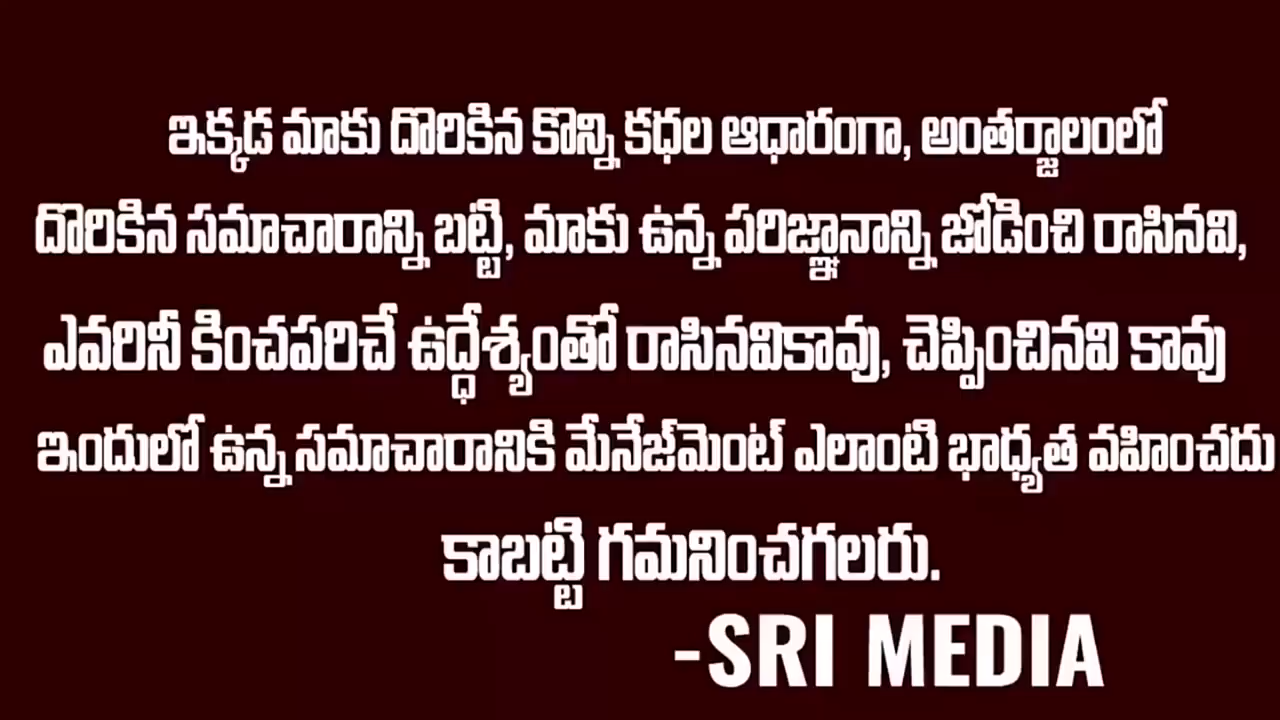 ఇక్కడ మాకు దొరికిన కొన్ని కధల ఆధారంగా, అంతర్జాలంలో
దొరికిన సమాచారాన్ని బట్టి, మాకు ఉన్న పరిజ్ఞానాన్ని జోడించి రాసినవి,
ఎవరినీ కించపరిచే ఉద్ధేశ్యంతో రాసినవికావు, చెప్పించినవి కావు
ఇందులో ఉన్న సమాచారానికి మేనేజ్‌మెంట్ ఎలాంటి భాధ్యత వహించదు
కాబట్టి గమనించగలరు.
-SRI MEDIA